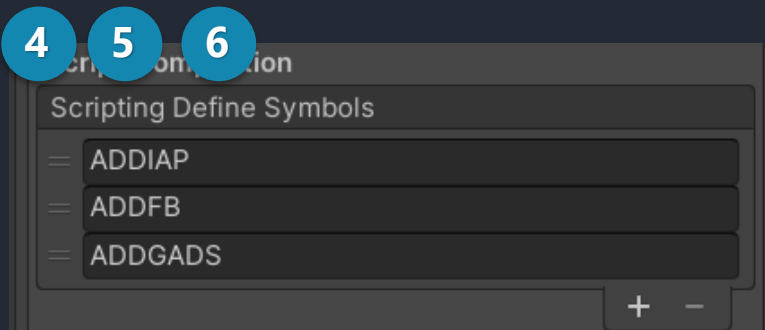 4 5 6
Scripting Define Symbols
ADDIAP
ADDFB
ADDGADS